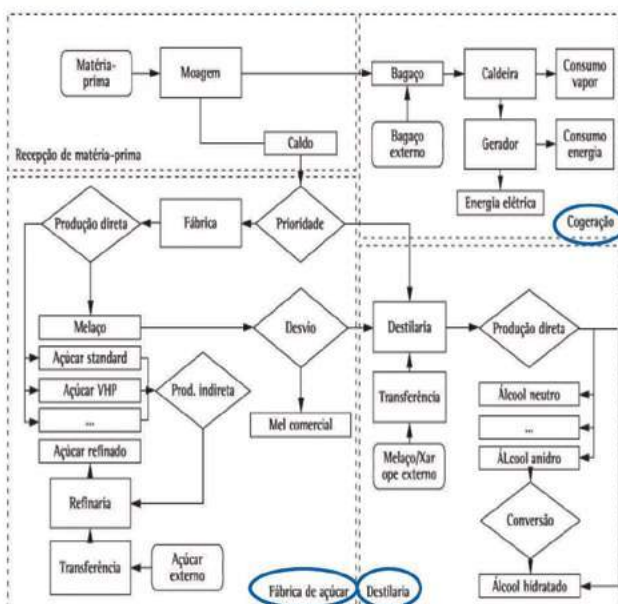 Matéria-
prima
Moagem
Caldo
Recepção de matéria-prima
Bagaço
Caldeira
Consumo
vapor
Bagaço
externo
Gerador
Consumo
energia
Energia elétrica
Cogeração
Produção direta
Fábrica
Prioridade
Melaço
Açúcar standard
Açúcar VHP
...
Açúcar refinado
Prod. indireta
Desvio
Mel comercial
Refinaria
Transferência
Açúcar
externo
Fábrica de açúcar
Destilaria
Produção direta
Transferência
Melaço/Xar
ope externo
Álcool neutro
...
ÁLcool anidro
Conversão
Álcool hidratado
Destilaria